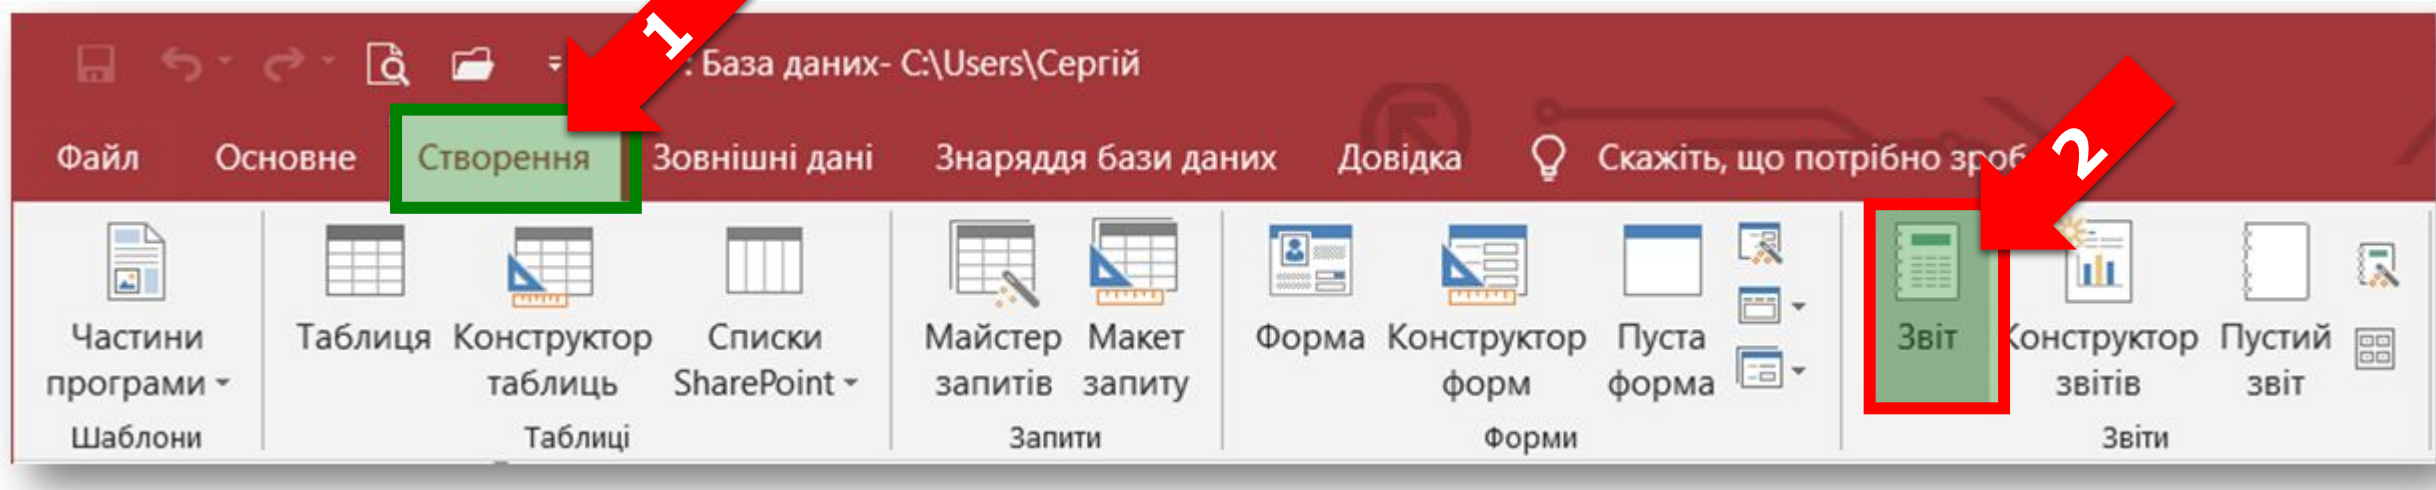 1
: База даних- C:\Users\Сергій
Файл Основне Створення Зовнішні дані Знаряддя бази даних Довідка Скажіть, що потрібно зроб
2
Частини програми
Таблиця
Конструктор таблиць
Списки SharePoint
Майстер запитів
Макет запиту
Форма
Конструктор форм
Пуста форма
Звіт
Конструктор звітів
Пустий звіт
Шаблони Таблиці Запити Форми Звіти